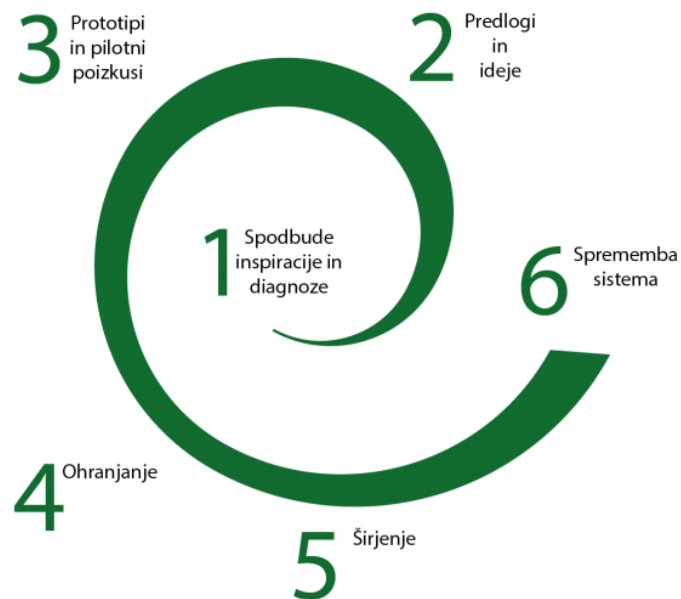 1
Spodbude
inspiracije in
diagnoze
2
Predlogi
in
ideje
3
Prototipi
in pilotni
poizkusi
4
Ohranjanje
5
Širjenje
6
Sprememba
sistema